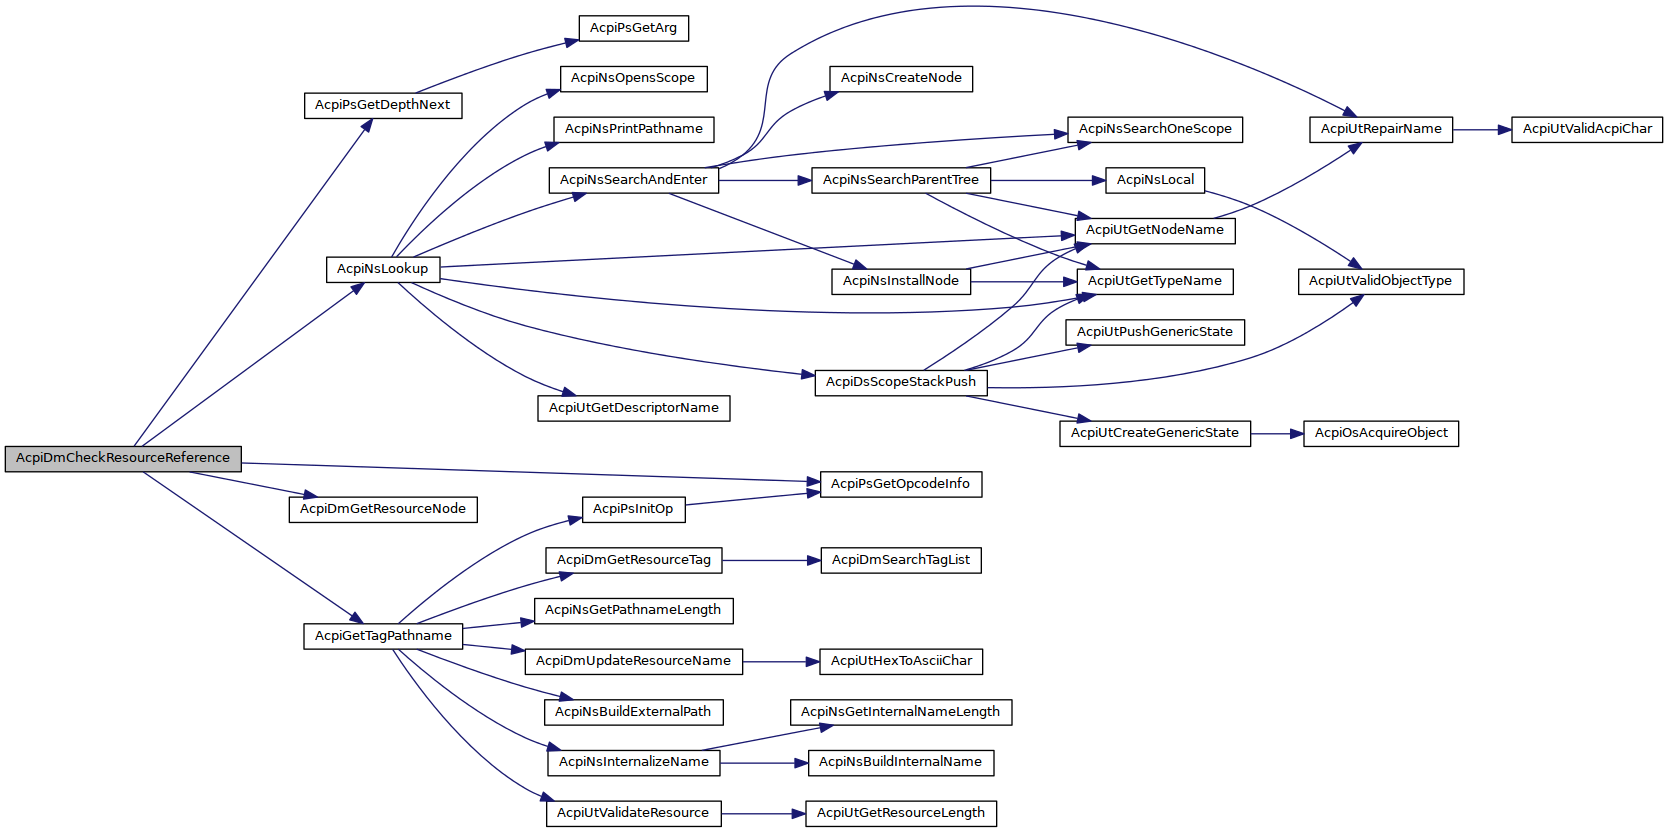 AcpiPsGetArg
AcpiNsOpensScope
AcpiNsCreateNode
AcpiPsGetDepthNext
AcpiNsPrintPathname
AcpiNsSearchOneScope
AcpiUtRepairName
AcpiUtValidAcpiChar
AcpiNsSearchAndEnter
AcpiNsSearchParentTree
AcpiNsLocal
AcpiUtGetNodeName
AcpiNsLookup
AcpiNsInstallNode
AcpiUtGetTypeName
AcpiUtValidObjectType
AcpiUtPushGenericState
AcpiDsScopeStackPush
AcpiUtGetDescriptorName
AcpiUtCreateGenericState
AcpiOsAcquireObject
AcpiDmCheckResourceReference
AcpiPsGetOpcodeInfo
AcpiDmGetResourceNode
AcpiPsInitOp
AcpiDmGetResourceTag
AcpiDmSearchTagList
AcpiNsGetPathnameLength
AcpiGetTagPathname
AcpiDmUpdateResourceName
AcpiUtHexToAsciiChar
AcpiNsBuildExternalPath
AcpiNsGetInternalNameLength
AcpiNsInternalizeName
AcpiNsBuildInternalName
AcpiUtValidateResource
AcpiUtGetResourceLength